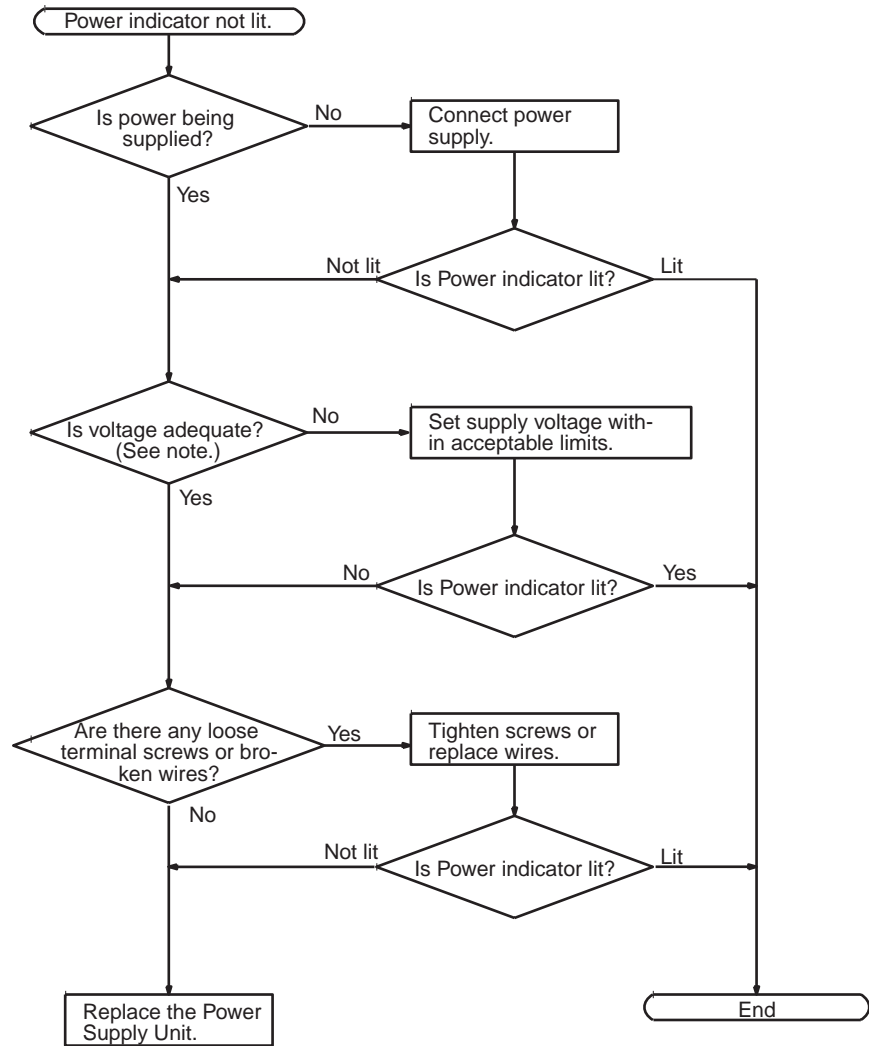 Power indicator not lit.
Is power being
supplied?
No
Connect power
supply.
Yes
Not lit
Is Power indicator lit?
Lit
Is voltage adequate?
(See note.)
No
Set supply voltage with-
in acceptable limits.
Yes
No
Is Power indicator lit?
Yes
Are there any loose
terminal screws or bro-
ken wires?
Yes
Tighten screws or
replace wires.
No
Not lit
Is Power indicator lit?
Lit
Replace the Power
Supply Unit.
End